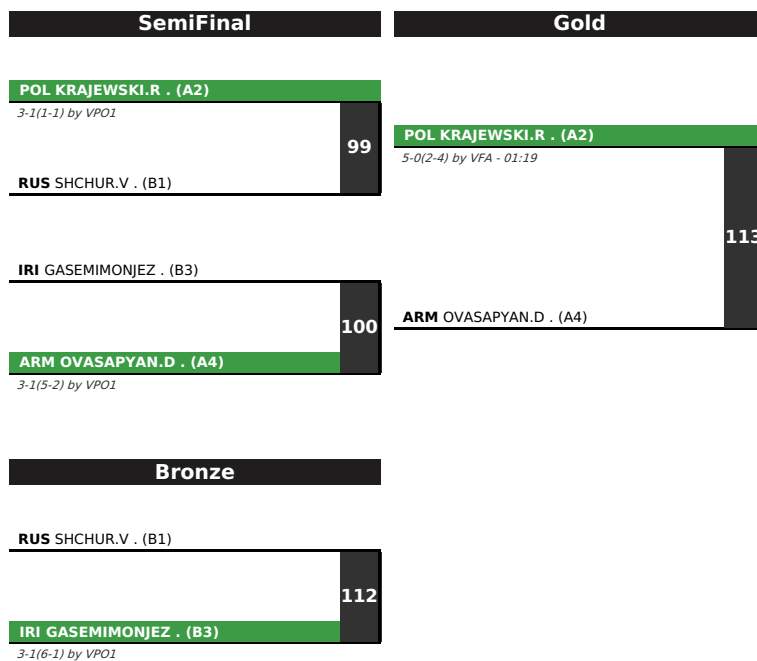 SemiFinal
POL KRAJEWSKI.R . (A2)
3-1(1-1) by VPO1
99
RUS SHCHUR.V . (B1)
IRI GASEMIMONJEZ . (B3)
100
ARM OVASAPYAN.D . (A4)
3-1(5-2) by VPO1
Gold
POL KRAJEWSKI.R . (A2)
5-0(2-4) by VFA - 01:19
113
ARM OVASAPYAN.D . (A4)
Bronze
RUS SHCHUR.V . (B1)
112
IRI GASEMIMONJEZ . (B3)
3-1(6-1) by VPO1